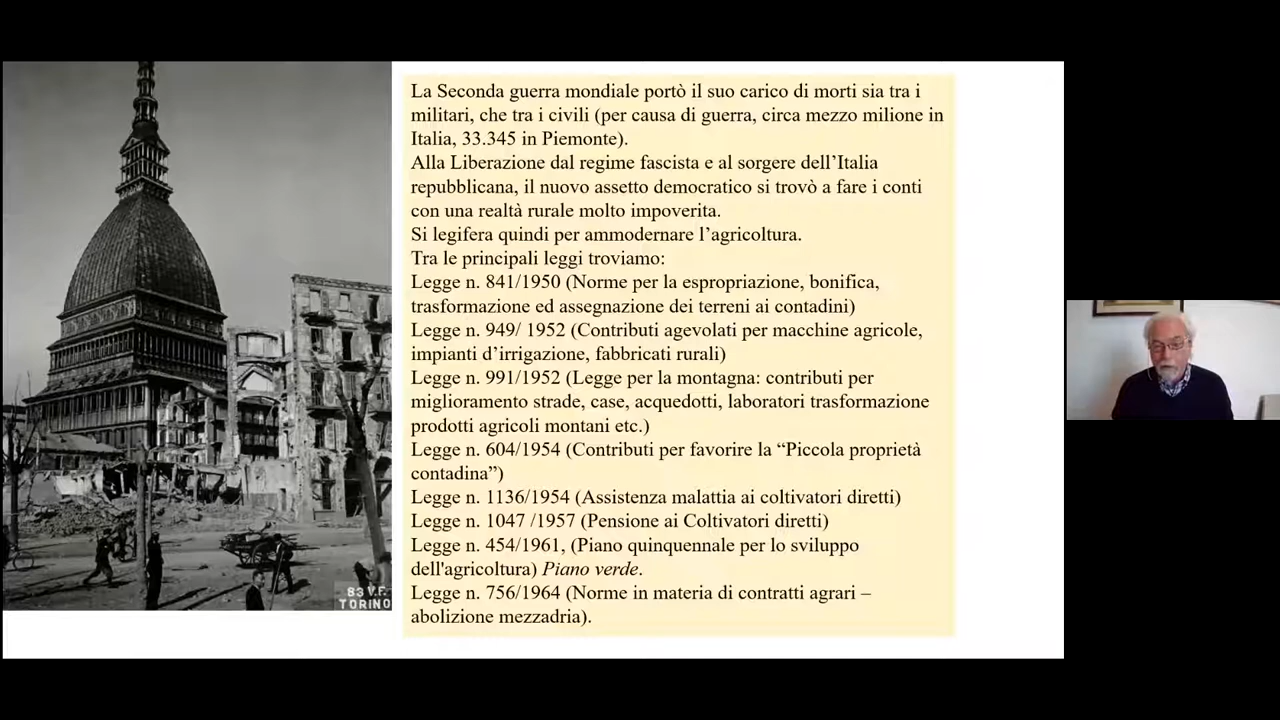 La Seconda guerra mondiale portò il suo carico di morti sia tra i
militari, che tra i civili (per causa di guerra, circa mezzo milione in
Italia, 33.345 in Piemonte).
Alla Liberazione dal regime fascista e al sorgere dell’Italia
repubblicana, il nuovo assetto democratico si trovò a fare i conti
con una realtà rurale molto impoverita.
Si legifera quindi per ammodernare l’agricoltura.
Tra le principali leggi troviamo:
Legge n. 841/1950 (Norme per la espropriazione, bonifica,
trasformazione ed assegnazione dei terreni ai contadini)
Legge n. 949/ 1952 (Contributi agevolati per macchine agricole,
impianti d’irrigazione, fabbricati rurali)
Legge n. 991/1952 (Legge per la montagna: contributi per
miglioramento strade, case, acquedotti, laboratori trasformazione
prodotti agricoli montani etc.)
Legge n. 604/1954 (Contributi per favorire la “Piccola proprietà
contadina”)
Legge n. 1136/1954 (Assistenza malattia ai coltivatori diretti)
Legge n. 1047 /1957 (Pensione ai Coltivatori diretti)
Legge n. 454/1961, (Piano quinquennale per lo sviluppo
dell'agricoltura) Piano verde.
Legge n. 756/1964 (Norme in materia di contratti agrari –
abolizione mezzadria).
83 V.F.
TORINO